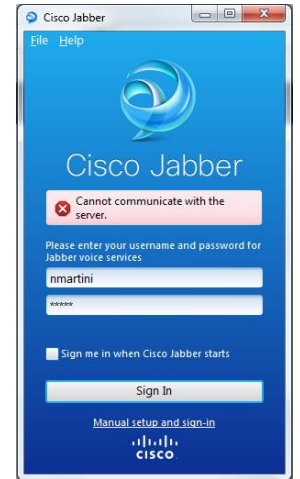 Cisco Jabber
File Help
Cisco Jabber
Cannot communicate with the
server.
Please enter your username and password for
Jabber voice services
nmartini
*****
Sign me in when Cisco Jabber starts
Sign In
Manual setup and sign-in
CISCO